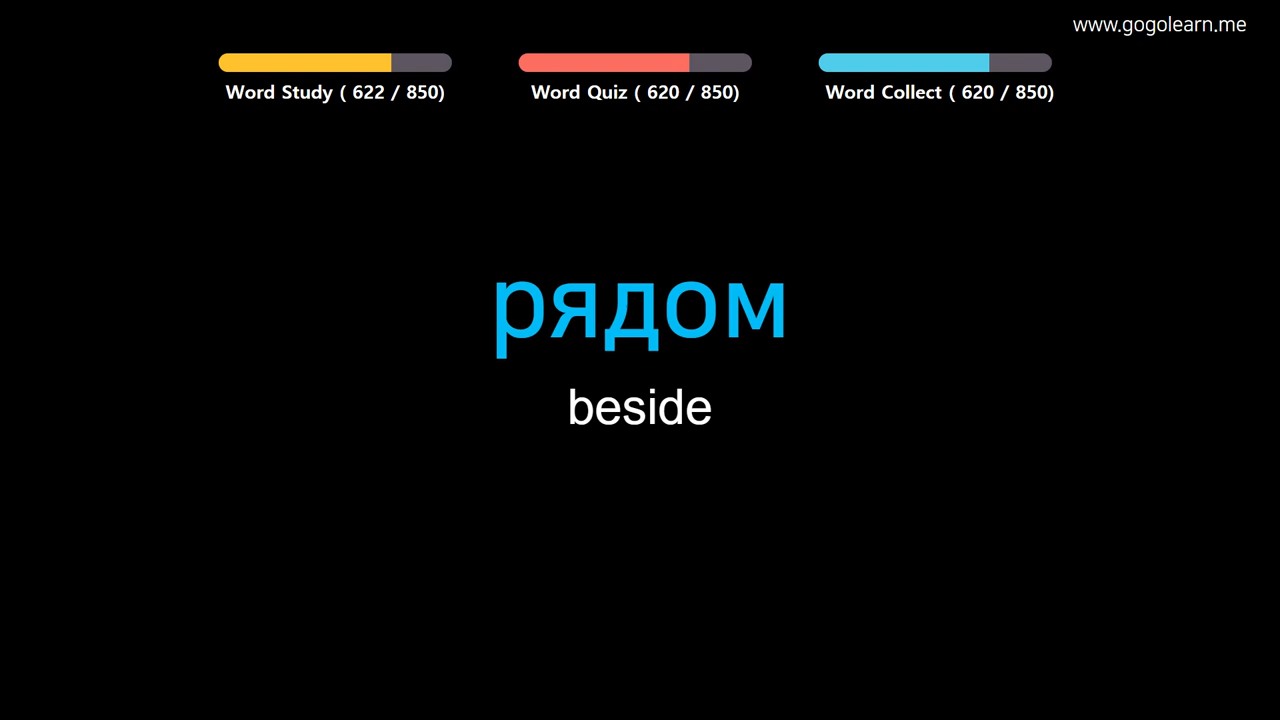 www.gogolearn.me
Word Study ( 622 / 850)
Word Quiz ( 620 / 850)
Word Collect ( 620 / 850)
рядом
beside